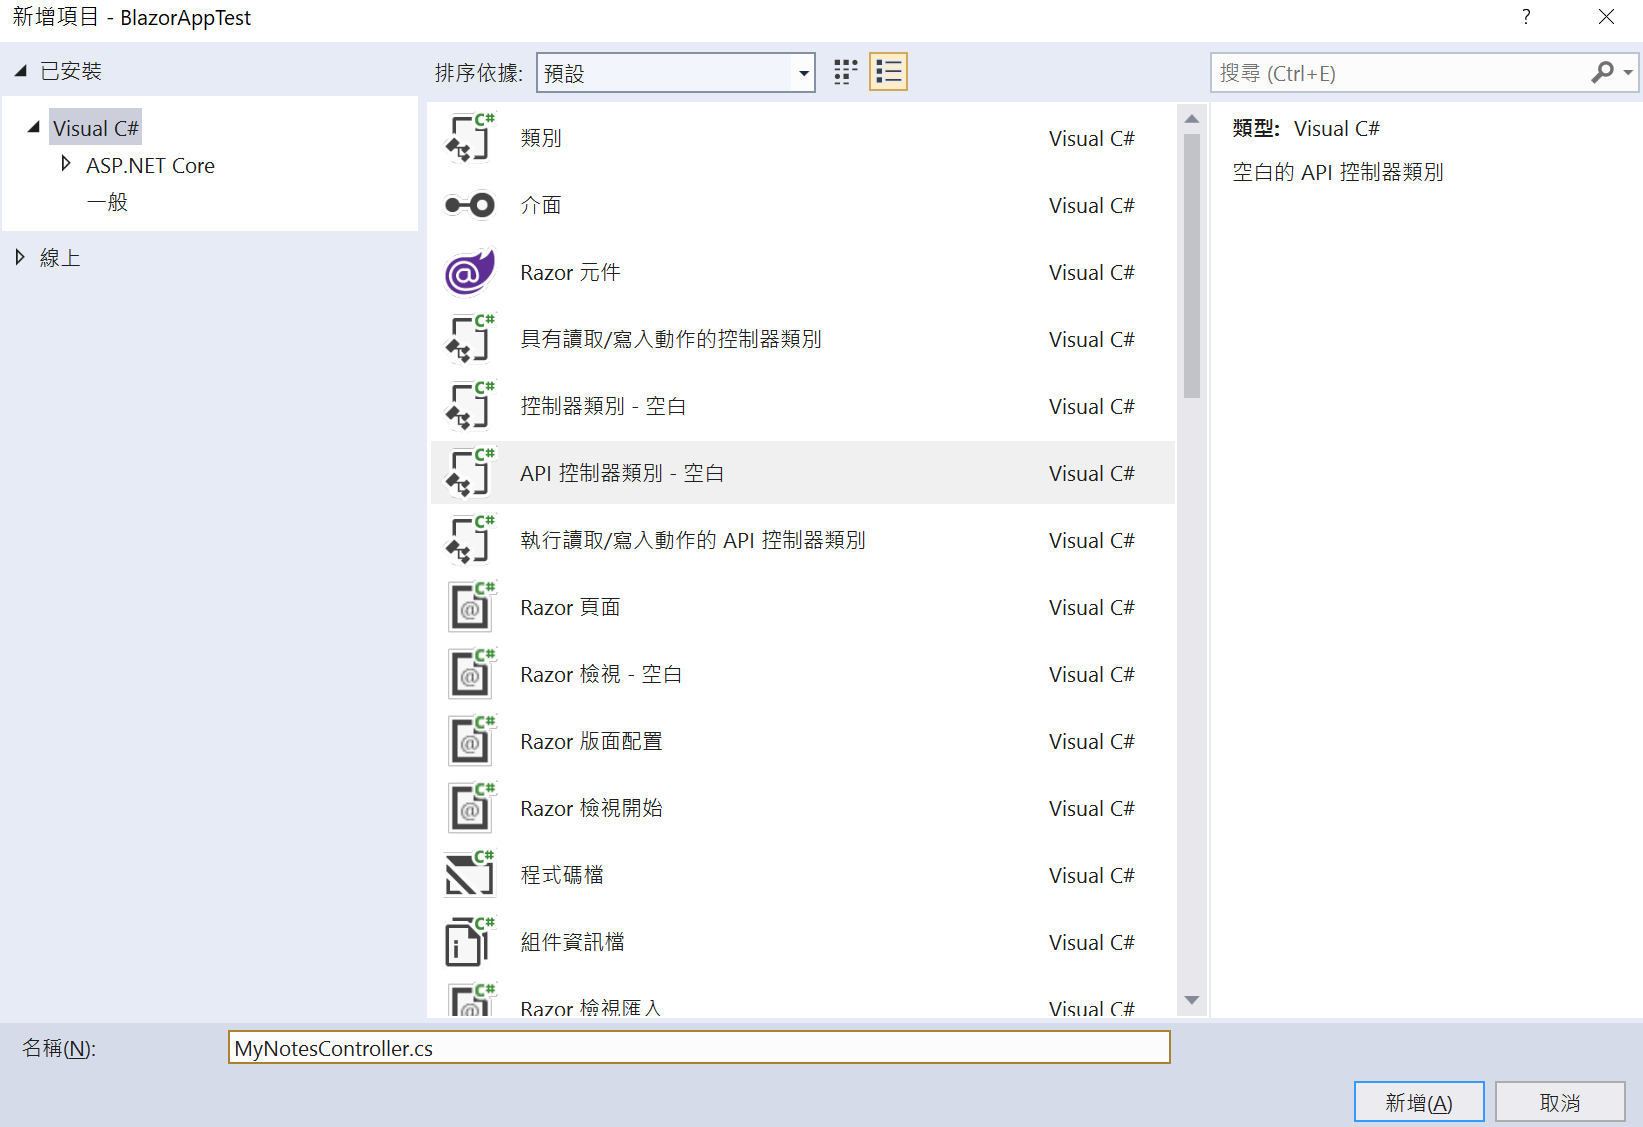 新增項目 - BlazorAppTest
?
已安裝
Visual C#
ASP.NET Core
一般
線上
排序依據: 預設
搜尋 (Ctrl+E)
類別 Visual C#
介面 Visual C#
Razor 元件 Visual C#
具有讀取/寫入動作的控制器類別 Visual C#
控制器類別 - 空白 Visual C#
API 控制器類別 - 空白 Visual C#
執行讀取/寫入動作的 API 控制器類別 Visual C#
Razor 頁面 Visual C#
Razor 檢視 - 空白 Visual C#
Razor 版面配置 Visual C#
Razor 檢視開始 Visual C#
程式碼檔 Visual C#
組件資訊檔 Visual C#
Razor 檢視匯入 Visual C#
類型: Visual C#
空白的 API 控制器類別
名稱(N): MyNotesController.cs
新增(A) 取消